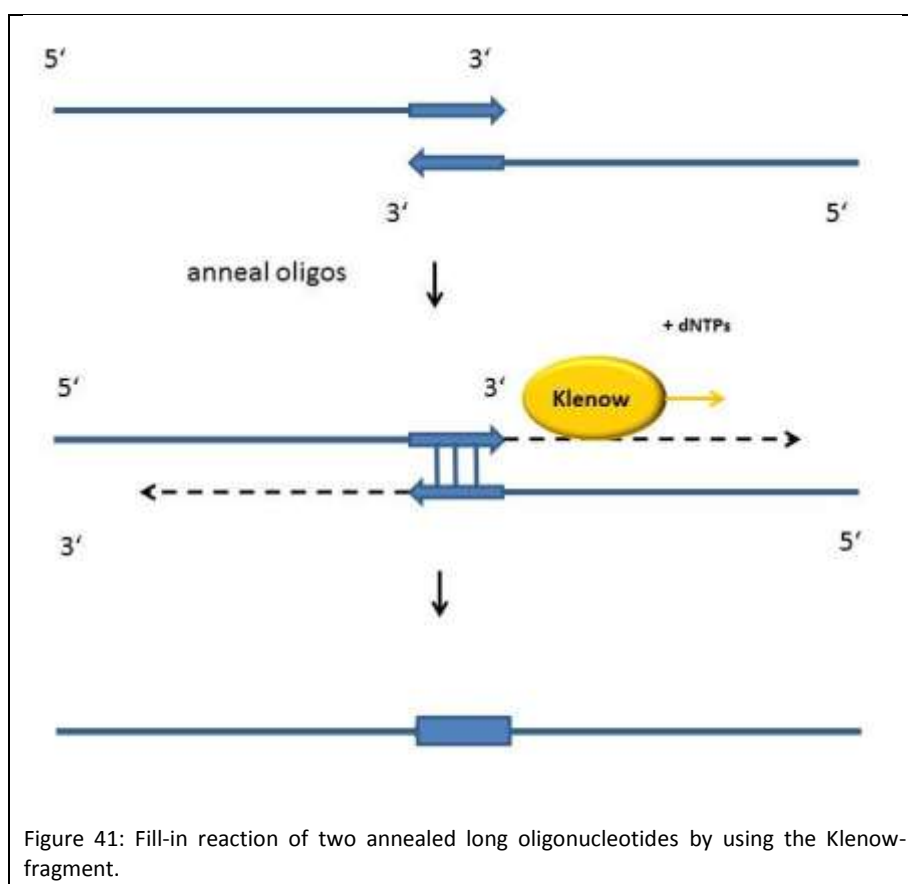 5‘ 3‘
3‘ 5‘
anneal oligos
+ dNTPs
5‘ 3‘ Klenow
3‘ 5‘
Figure 41: Fill-in reaction of two annealed long oligonucleotides by using the Klenow-
fragment.